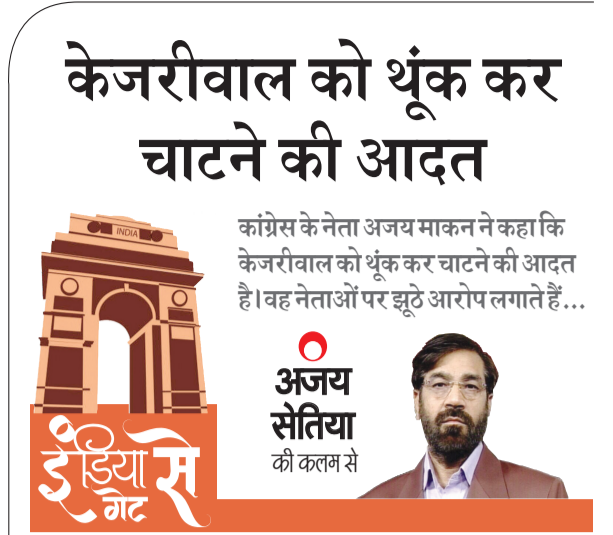 केजरीवाल को थूंक कर
चाटने की आदत
कांग्रेस के नेता अजय माकन ने कहा कि
केजरीवाल को थूंक कर चाटने की आदत
है। वह नेताओं पर झूठे आरोप लगाते हैं...
INDIA
अजय
सेतिया
की कलम से
इंडिया से
गेट